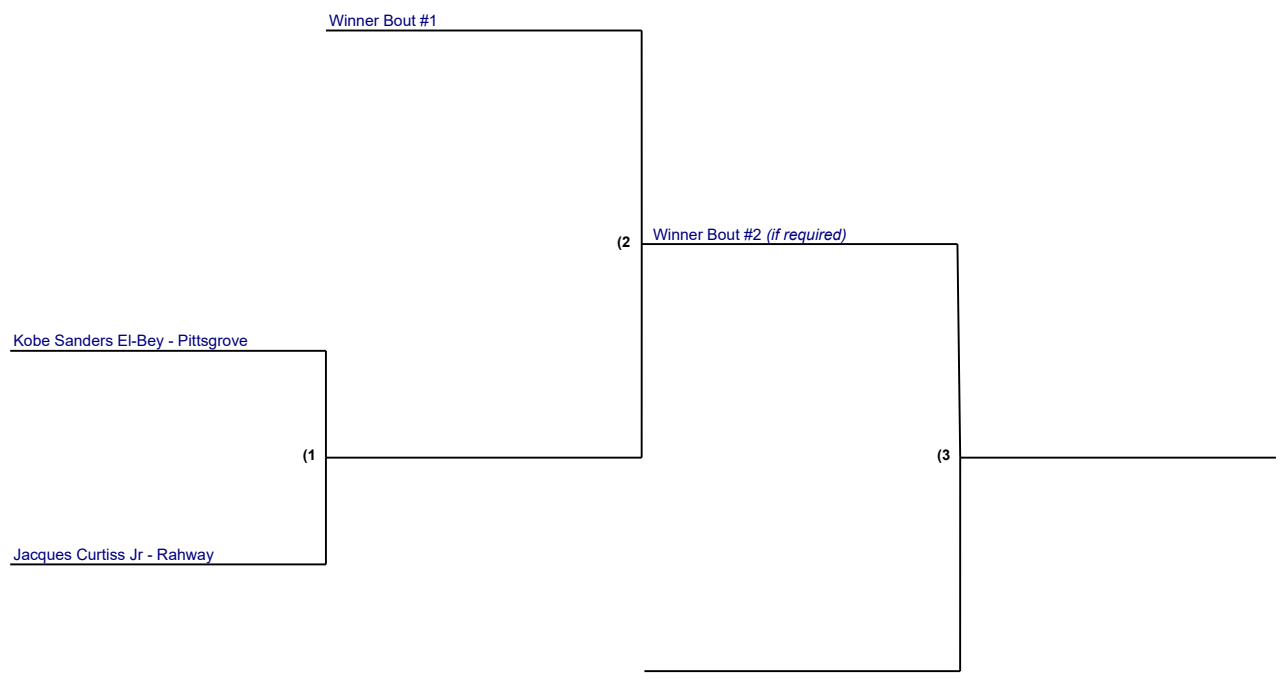 Winner Bout #1
(2
Winner Bout #2 (if required)
Kobe Sanders El-Bey - Pittsgrove
(1
(3
Jacques Curtiss Jr - Rahway